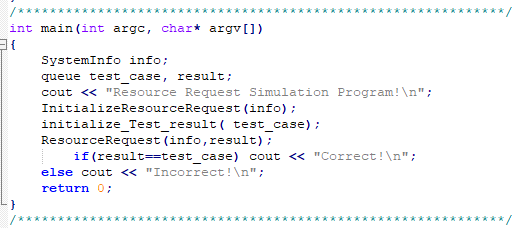 /************************************************************/
int main(int argc, char* argv[])
{
    SystemInfo info;
    queue test_case, result;
    cout << "Resource Request Simulation Program!\n";
    InitializeResourceRequest(info);
    initialize_Test_result( test_case);
    ResourceRequest(info,result);
        if(result==test_case) cout << "Correct!\n";
    else cout << "Incorrect!\n";
    return 0;
}
/************************************************************/